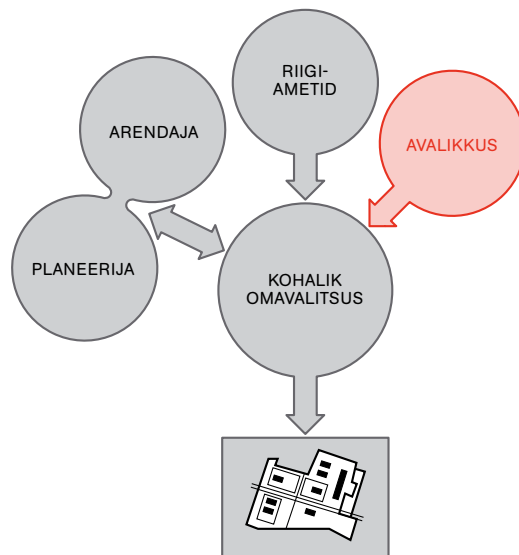 RIIGI-
AMETID
ARENDAJA
AVALIKKUS
PLANEERIJA
KOHALIK
OMAVALITSUS